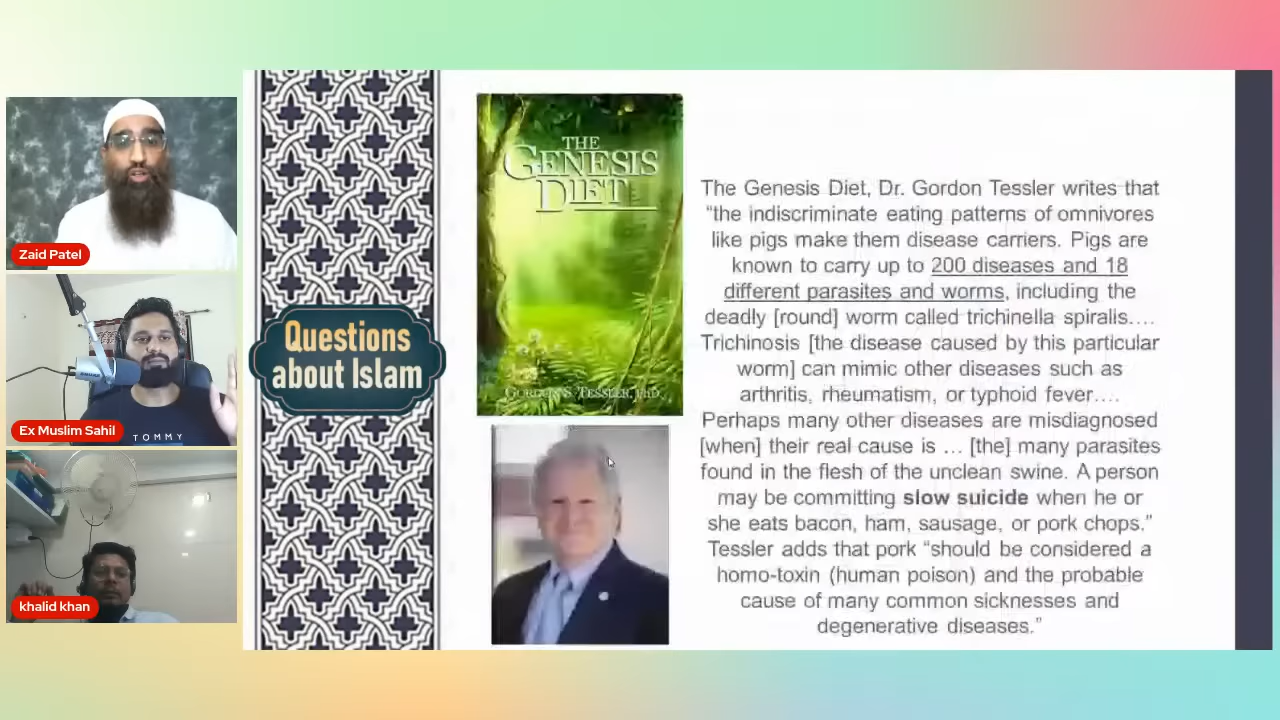 Zaid Patel
Ex Muslim Sahil
TOMMY
khalid khan
Questions
about Islam
THE
GENESIS
DIET
GORDON S. TESSLER, PhD.
The Genesis Diet, Dr. Gordon Tessler writes that
“the indiscriminate eating patterns of omnivores
like pigs make them disease carriers. Pigs are
known to carry up to 200 diseases and 18
different parasites and worms, including the
deadly [round] worm called trichinella spiralis….
Trichinosis [the disease caused by this particular
worm] can mimic other diseases such as
arthritis, rheumatism, or typhoid fever….
Perhaps many other diseases are misdiagnosed
[when] their real cause is … [the] many parasites
found in the flesh of the unclean swine. A person
may be committing slow suicide when he or
she eats bacon, ham, sausage, or pork chops.”
Tessler adds that pork “should be considered a
homo-toxin (human poison) and the probable
cause of many common sicknesses and
degenerative diseases.”